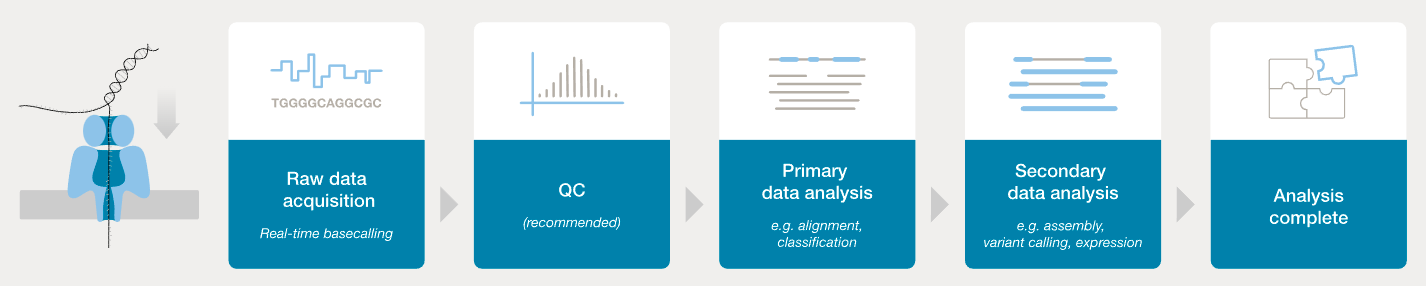 TGGGGCAGGCGC
Raw data
acquisition
Real-time basecalling
QC
(recommended)
Primary
data analysis
e.g. alignment,
classification
Secondary
data analysis
e.g. assembly,
variant calling, expression
Analysis
complete